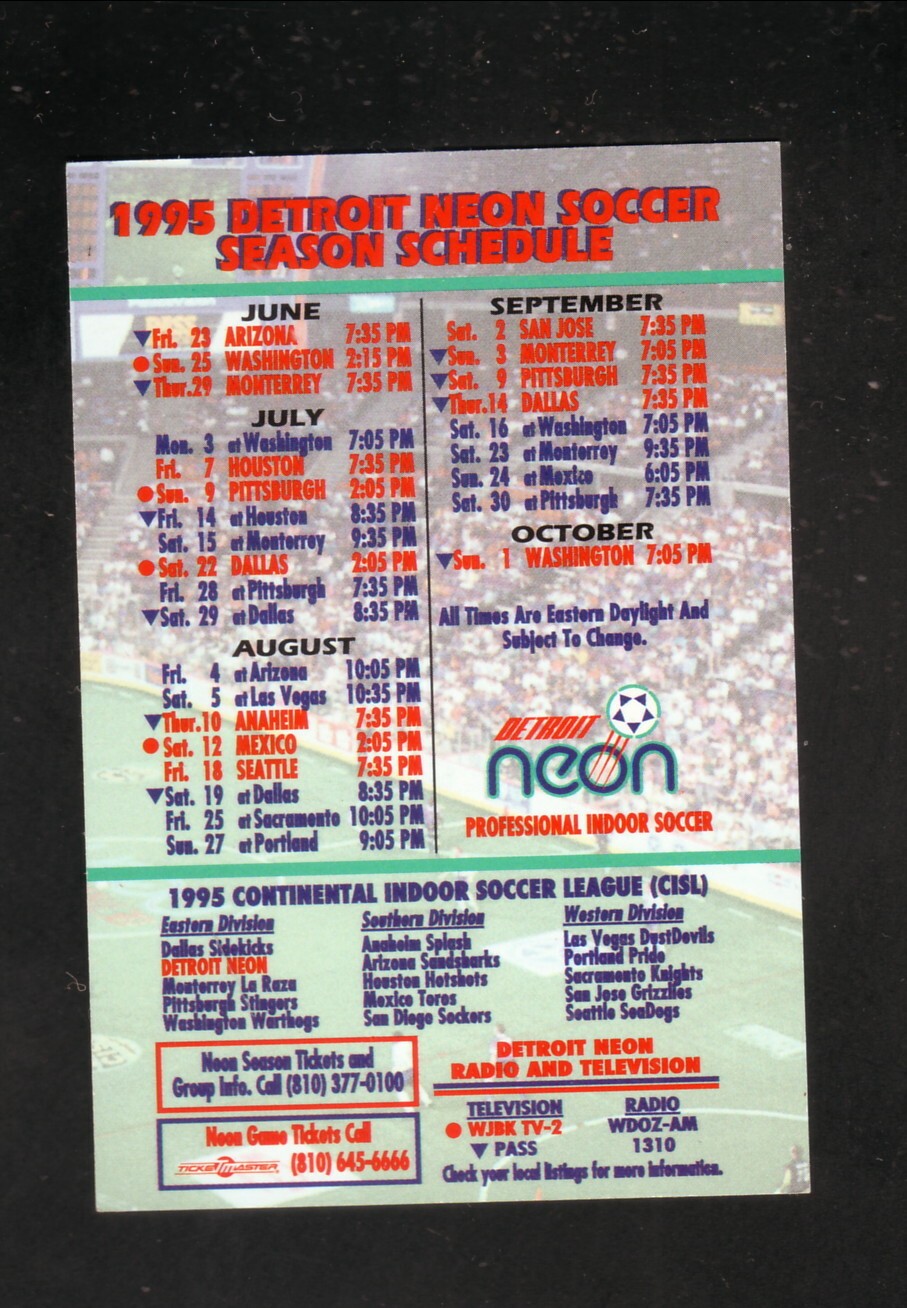 1995 DETROIT NEON SOCCER
SEASON SCHEDULE
JUNE
▼Fri. 23 ARIZONA 7:35 PM
●Sun. 25 WASHINGTON 2:15 PM
▼Thur. 29 MONTERREY 7:35 PM
JULY
Mon. 3 at Washington 7:05 PM
Fri. 7 HOUSTON 7:35 PM
●Sun. 9 PITTSBURGH 2:05 PM
▼Fri. 14 at Houston 8:35 PM
Sat. 15 at Monterrey 9:35 PM
●Sat. 22 DALLAS 2:05 PM
Fri. 28 at Pittsburgh 7:35 PM
▼Sat. 29 at Dallas 8:35 PM
AUGUST
Fri. 4 at Arizona 10:05 PM
Sat. 5 at Las Vegas 10:35 PM
▼Thur. 10 ANAHEIM 7:35 PM
●Sat. 12 MEXICO 2:05 PM
Fri. 18 SEATTLE 7:35 PM
▼Sat. 19 at Dallas 8:35 PM
Fri. 25 at Sacramento 10:05 PM
Sun. 27 at Portland 9:05 PM
SEPTEMBER
Sat. 2 SAN JOSE 7:35 PM
▼Sun. 3 MONTERREY 7:05 PM
▼Sat. 9 PITTSBURGH 7:35 PM
▼Thur. 14 DALLAS 7:35 PM
Sat. 16 at Washington 7:05 PM
Sat. 23 at Monterrey 9:35 PM
Sun. 24 at Mexico 6:05 PM
Sat. 30 at Pittsburgh 7:35 PM
OCTOBER
▼Sun. 1 WASHINGTON 7:05 PM
All Times Are Eastern Daylight And
Subject To Change.
DETROIT
neon
PROFESSIONAL INDOOR SOCCER
1995 CONTINENTAL INDOOR SOCCER LEAGUE (CISL)
Eastern Division
Dallas Sidekicks
DETROIT NEON
Monterrey La Raza
Pittsburgh Stingers
Washington Warthogs
Southern Division
Anaheim Splash
Arizona Sandsharks
Houston Hotshots
Mexico Toros
San Diego Sockers
Western Division
Las Vegas DustDevils
Portland Pride
Sacramento Knights
San Jose Grizzlies
Seattle SeaDogs
Neon Season Tickets and
Group Info. Call (810) 377-0100
Neon Game Tickets Call
TICKETMASTER (810) 645-6666
DETROIT NEON
RADIO AND TELEVISION
TELEVISION
● WJBK TV-2
▼ PASS
RADIO
WDOZ-AM
1310
Check your local listings for more information.